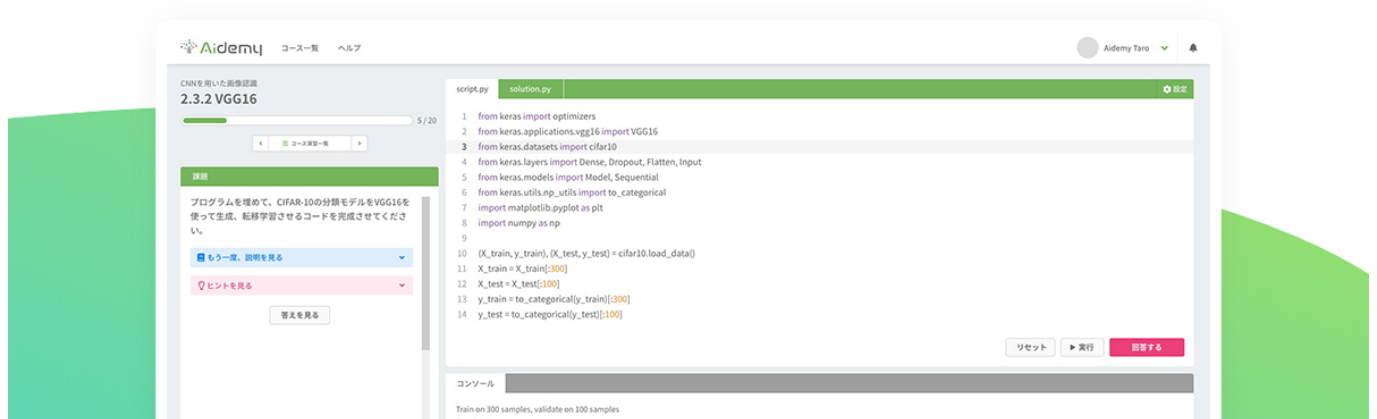 Aidemy コース一覧 ヘルプ Aidemy Taro
CNNを用いた画像認識
2.3.2 VGG16
5 / 20
コース演習一覧
課題
プログラムを埋めて、CIFAR-10の分類モデルをVGG16を
使って生成、転移学習させるコードを完成させてくださ
い。
もう一度、説明を見る
ヒントを見る
答えを見る
script.py solution.py 設定
1 from keras import optimizers
2 from keras.applications.vgg16 import VGG16
3 from keras.datasets import cifar10
4 from keras.layers import Dense, Dropout, Flatten, Input
5 from keras.models import Model, Sequential
6 from keras.utils.np_utils import to_categorical
7 import matplotlib.pyplot as plt
8 import numpy as np
9
10 (X_train, y_train), (X_test, y_test) = cifar10.load_data()
11 X_train = X_train[:300]
12 X_test = X_test[:100]
13 y_train = to_categorical(y_train)[:300]
14 y_test = to_categorical(y_test)[:100]
リセット 実行 回答する
コンソール
Train on 300 samples, validate on 100 samples